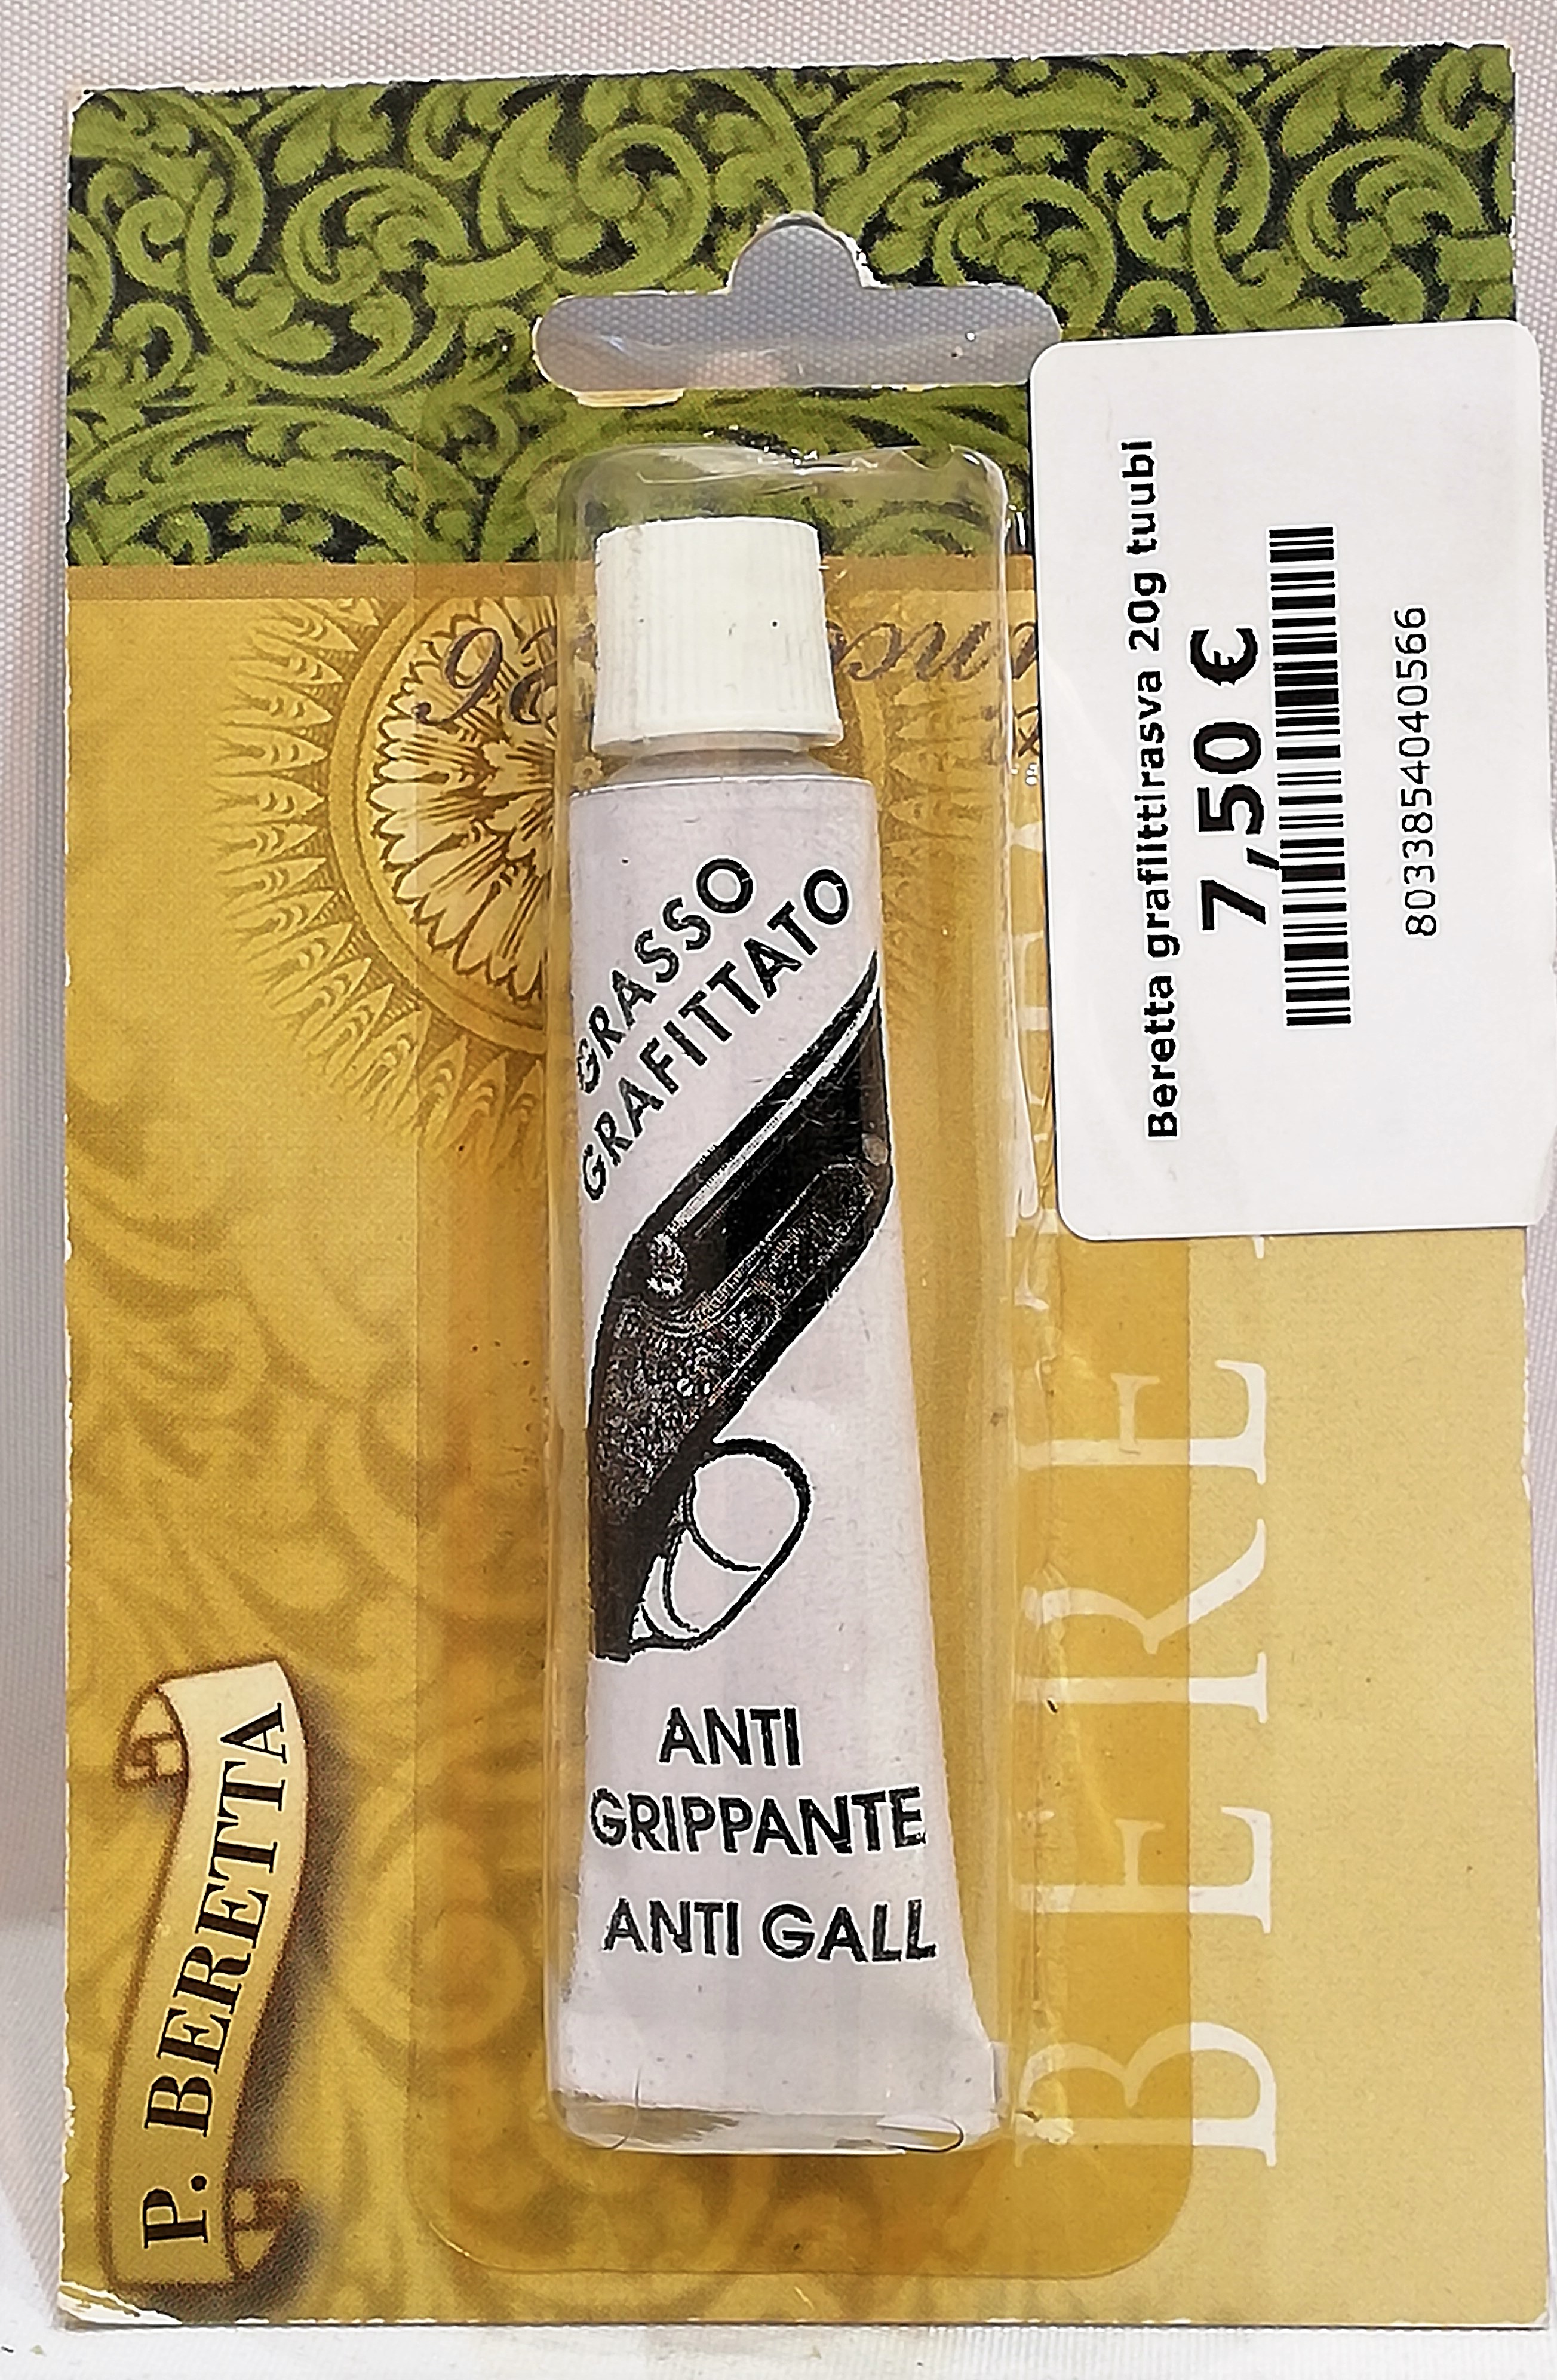 GRASSO
GRAFITTATO
ANTI
GRIPPANTE
ANTI GALL
P. BERETTA
Beretta grafiittirasva 20g tuubi
7,50 €
8033854040566